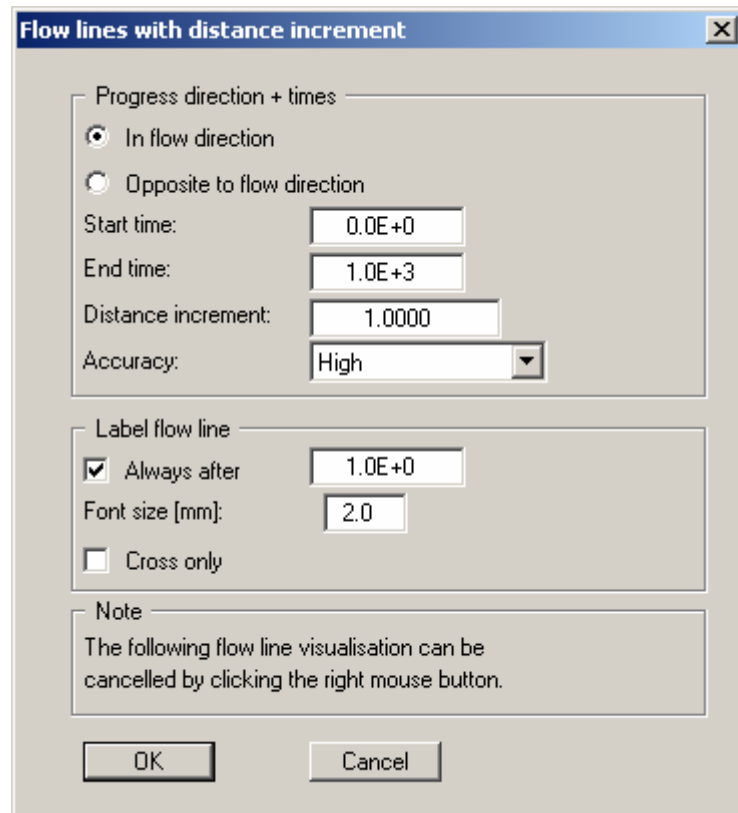 Flow lines with distance increment
Progress direction + times
In flow direction
Opposite to flow direction
Start time: 0.0E+0
End time: 1.0E+3
Distance increment: 1.0000
Accuracy: High
Label flow line
Always after 1.0E+0
Font size [mm]: 2.0
Cross only
Note
The following flow line visualisation can be
cancelled by clicking the right mouse button.
OK Cancel